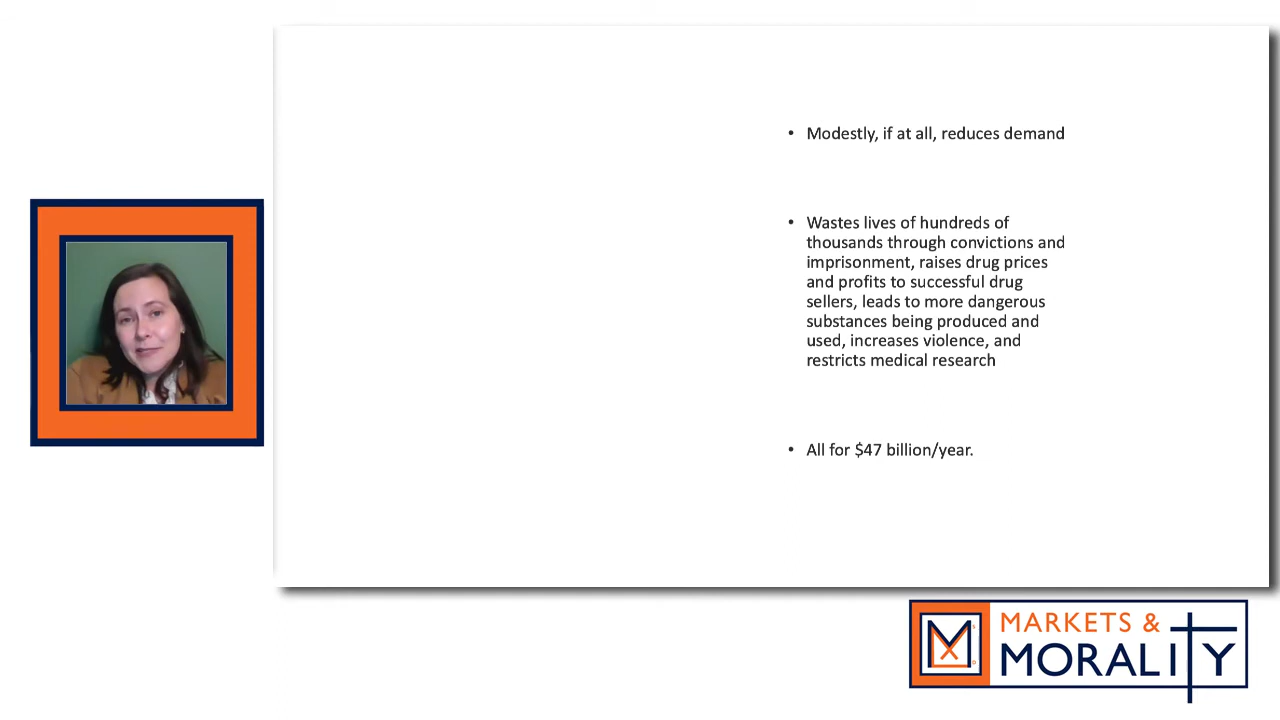 • Modestly, if at all, reduces demand
• Wastes lives of hundreds of
thousands through convictions and
imprisonment, raises drug prices
and profits to successful drug
sellers, leads to more dangerous
substances being produced and
used, increases violence, and
restricts medical research
• All for $47 billion/year.
MARKETS &
MORALITY